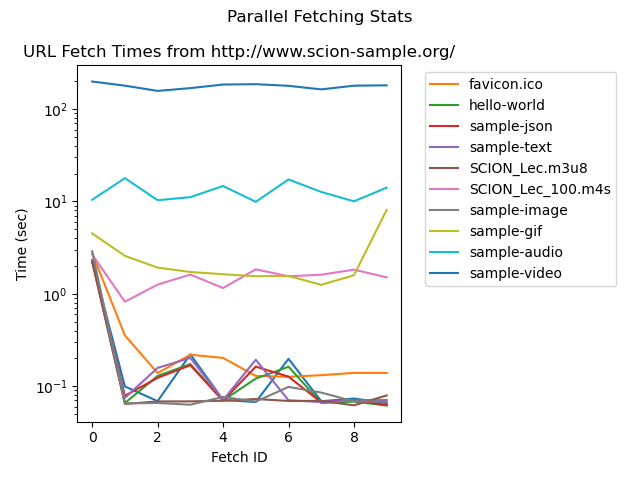 Parallel Fetching Stats
URL Fetch Times from http://www.scion-sample.org/
favicon.ico
hello-world
sample-json
sample-text
SCION_Lec.m3u8
SCION_Lec_100.m4s
sample-image
sample-gif
sample-audio
sample-video
Time (sec)
10²
10¹
10⁰
10⁻¹
0 2 4 6 8
Fetch ID